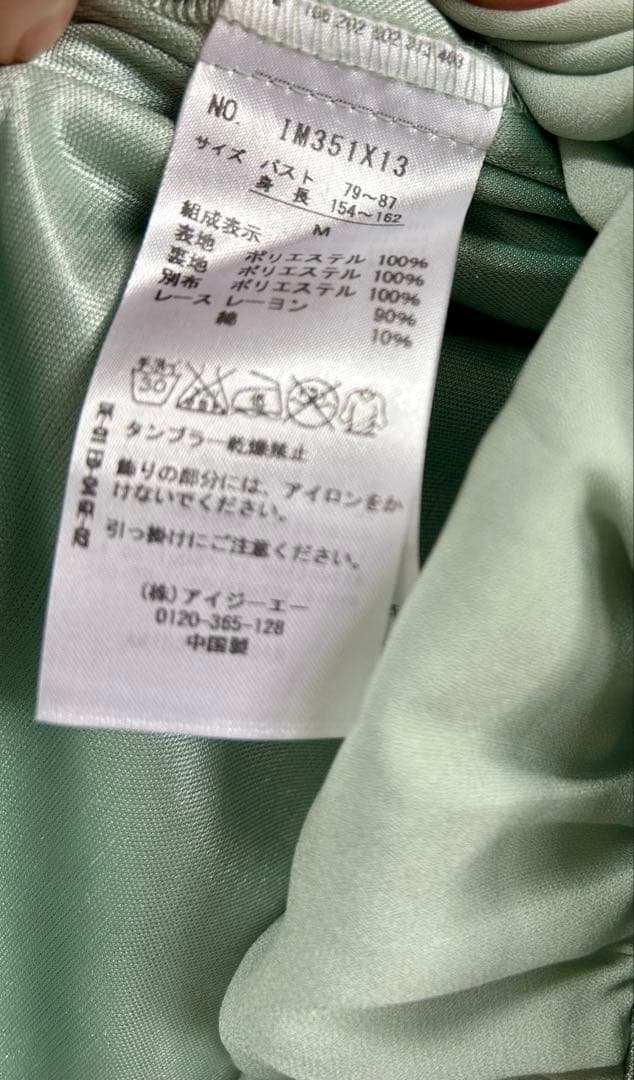 NO. IM351X13
サイズ バスト 79~87
身長 154~162
M
組成表示
表地 ポリエステル 100%
裏地 ポリエステル 100%
別布 ポリエステル 100%
レース レーヨン 90%
綿 10%
手洗イ
30
タンブラー乾燥禁止
飾りの部分には、アイロンをか
けないでください。
引っ掛けにご注意ください。
(株)アイジーエー
0120-365-128
中国製